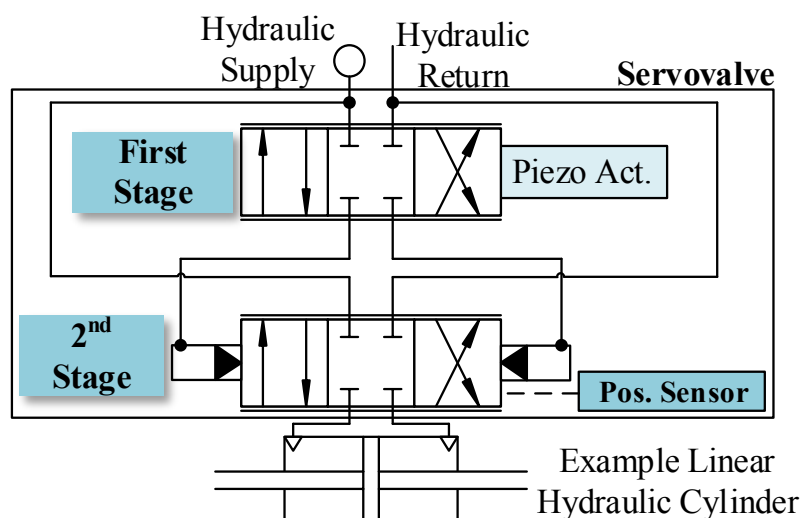 Hydraulic
Supply
Hydraulic
Return
Servovalve
First
Stage
Piezo Act.
2nd
Stage
Pos. Sensor
Example Linear
Hydraulic Cylinder